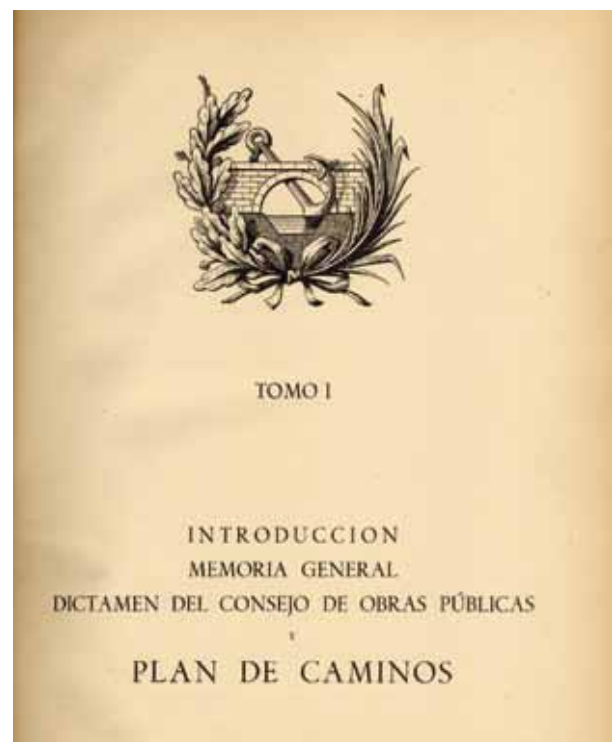 TOMO I
INTRODUCCION
MEMORIA GENERAL
DICTAMEN DEL CONSEJO DE OBRAS PÚBLICAS
Y
PLAN DE CAMINOS